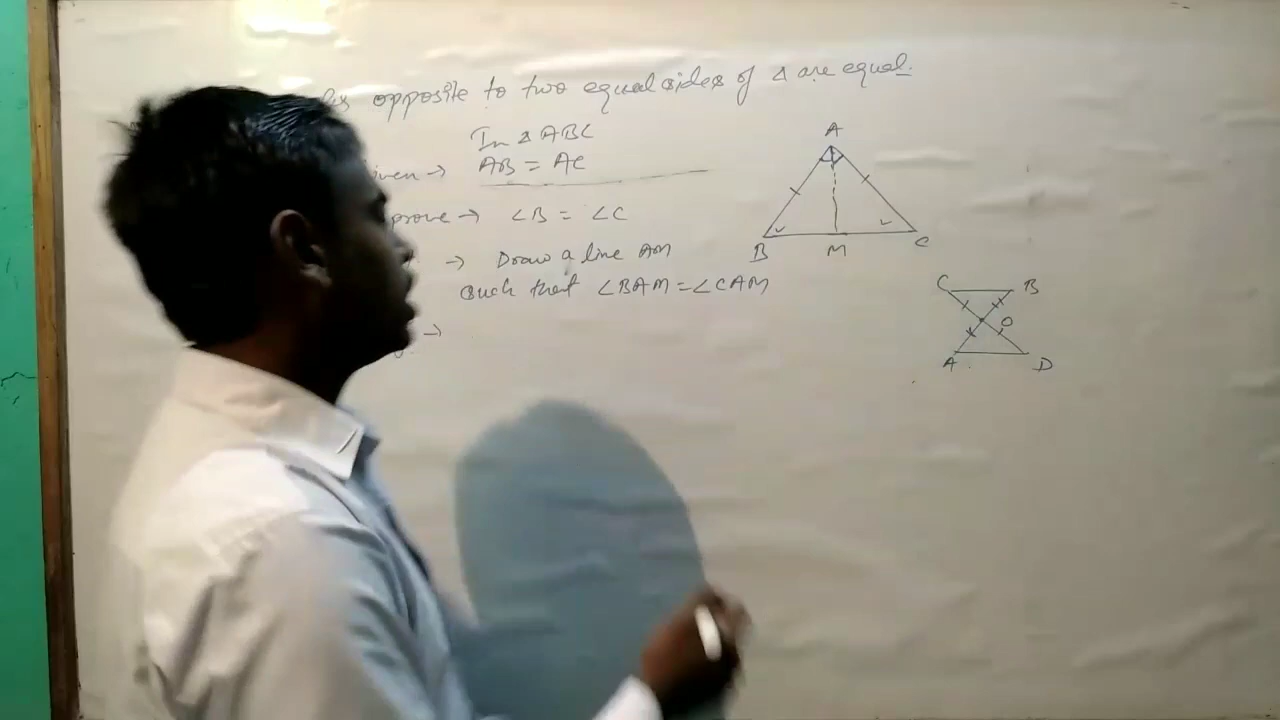 opposite to two equal sides of Δ are equal.
In Δ ABC
AB = AC
prove → ∠B = ∠C
→ Draw a line AM
such that ∠BAM = ∠CAM
→
A
B M C
C B
O
A D